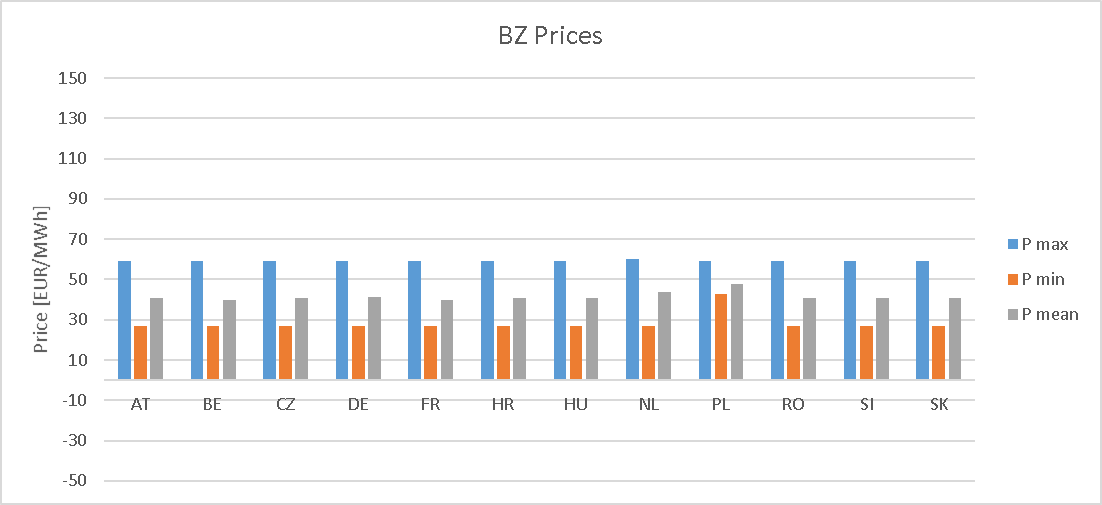 BZ Prices
Price [EUR/MWh]
150
130
110
90
70
50
30
10
-10
-30
-50
AT BE CZ DE FR HR HU NL PL RO SI SK
P max
P min
P mean